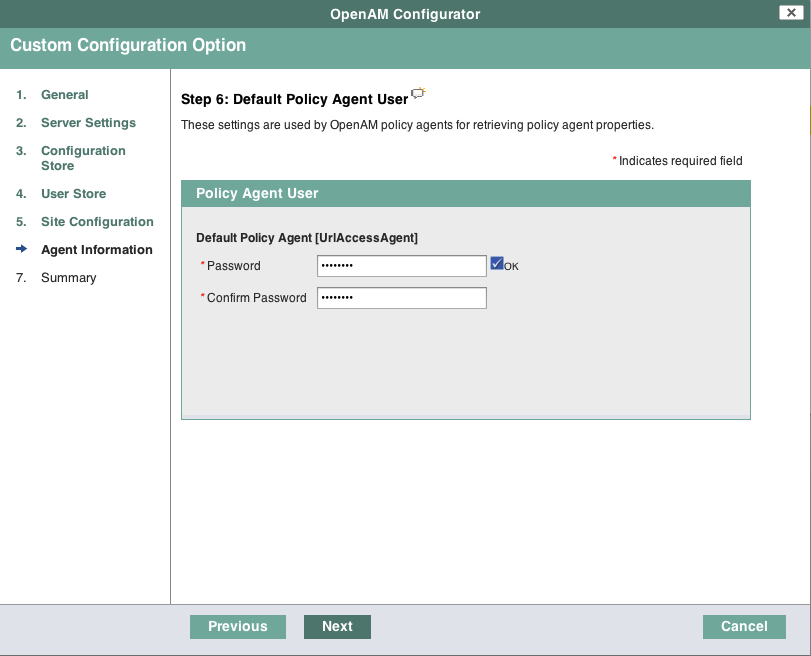 OpenAM Configurator
Custom Configuration Option
1. General
2. Server Settings
3. Configuration
Store
4. User Store
5. Site Configuration
Agent Information
7. Summary
Step 6: Default Policy Agent User
These settings are used by OpenAM policy agents for retrieving policy agent properties.
* Indicates required field
Policy Agent User
Default Policy Agent [UrlAccessAgent]
* Password •••••••• OK
* Confirm Password ••••••••
Previous Next Cancel